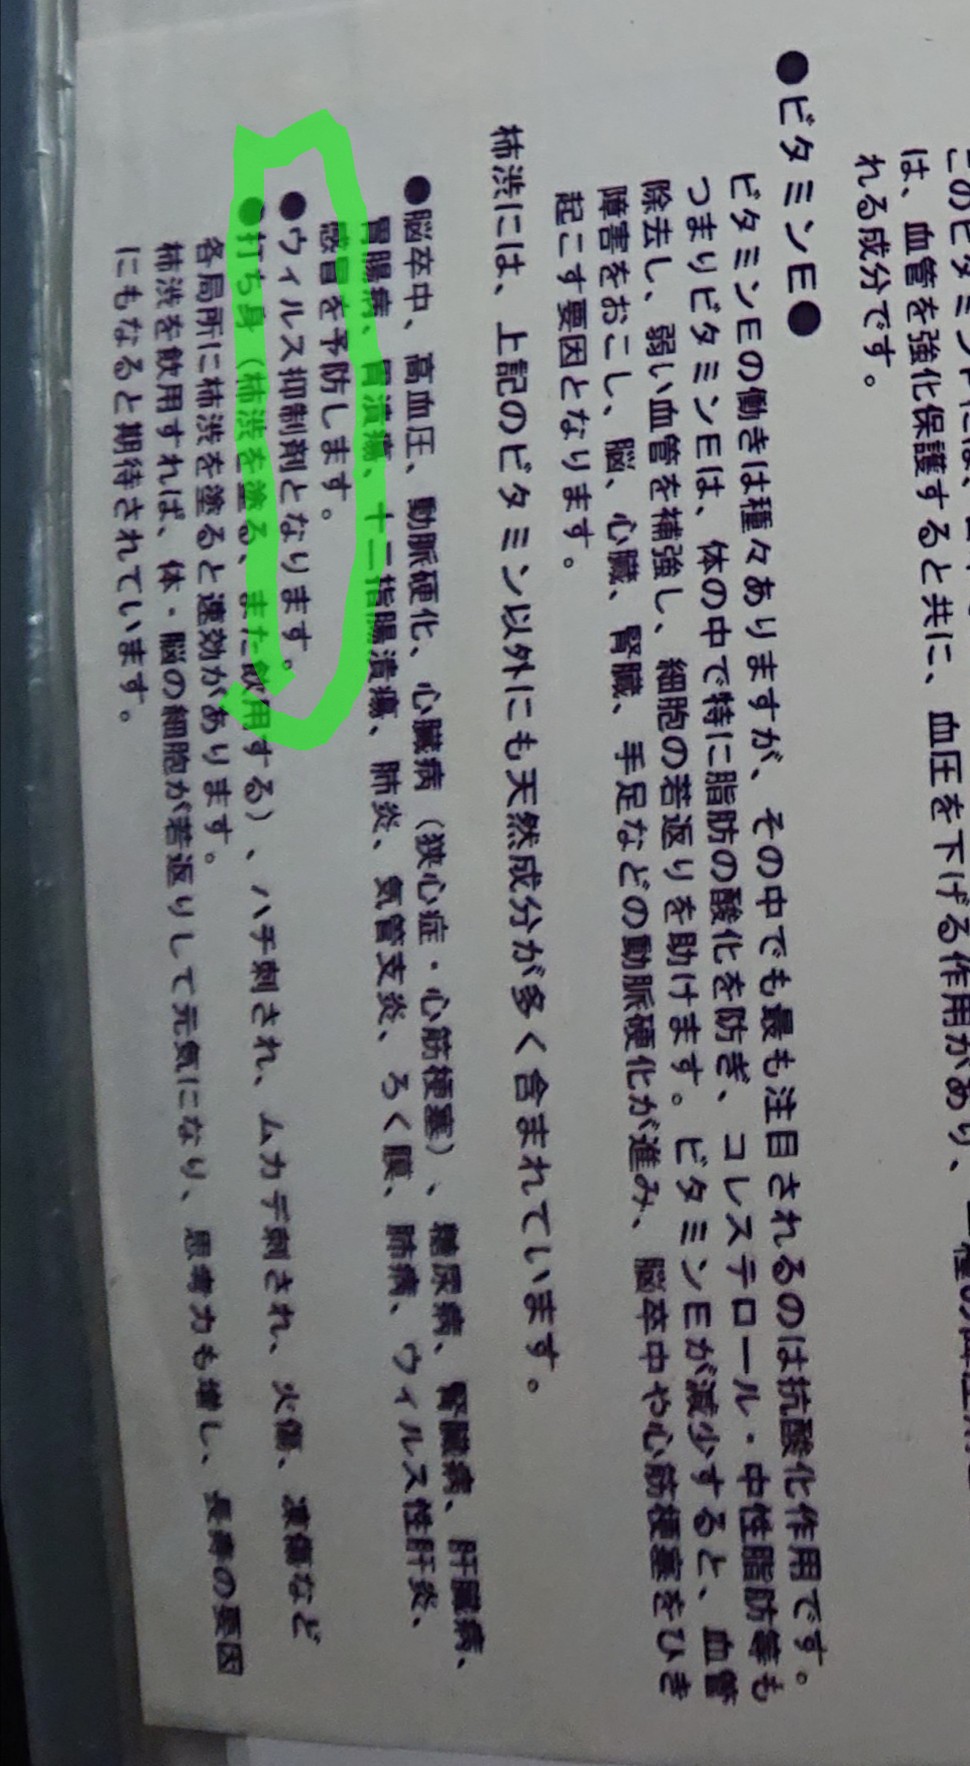 は、血管を強化保護すると共に、血圧を下げる作用があり、
れる成分です。
●ビタミンE●
ビタミンEの働きは種々ありますが、その中でも最も注目されるのは抗酸化作用です。
つまりビタミンEは、体の中で特に脂肪の酸化を防ぎ、コレステロール・中性脂肪等も
除去し、弱い血管を補強し、細胞の若返りを助けます。ビタミンEが減少すると、血管
障害をおこし、脳、心臓、腎臓、手足などの動脈硬化が進み、脳卒中や心筋梗塞をひき
起こす要因となります。
柿渋には、上記のビタミン以外にも天然成分が多く含まれています。
●脳卒中、高血圧、動脈硬化、心臓病（狭心症・心筋梗塞）、糖尿病、腎臓病、肝臓病、
胃腸病、胃潰瘍、十二指腸潰瘍、肺炎、気管支炎、ろく膜、肺病、ウィルス性肝炎、
感冒を予防します。
●ウィルス抑制剤となります。
●打ち身（柿渋を塗る、また飲用する）、ハチ刺され、ムカデ刺され、火傷、凍傷など
各局所に柿渋を塗ると速効があります。
柿渋を飲用すれば、体・脳の細胞が若返りして元気になり、思考力も増し、長寿の要因
にもなると期待されています。